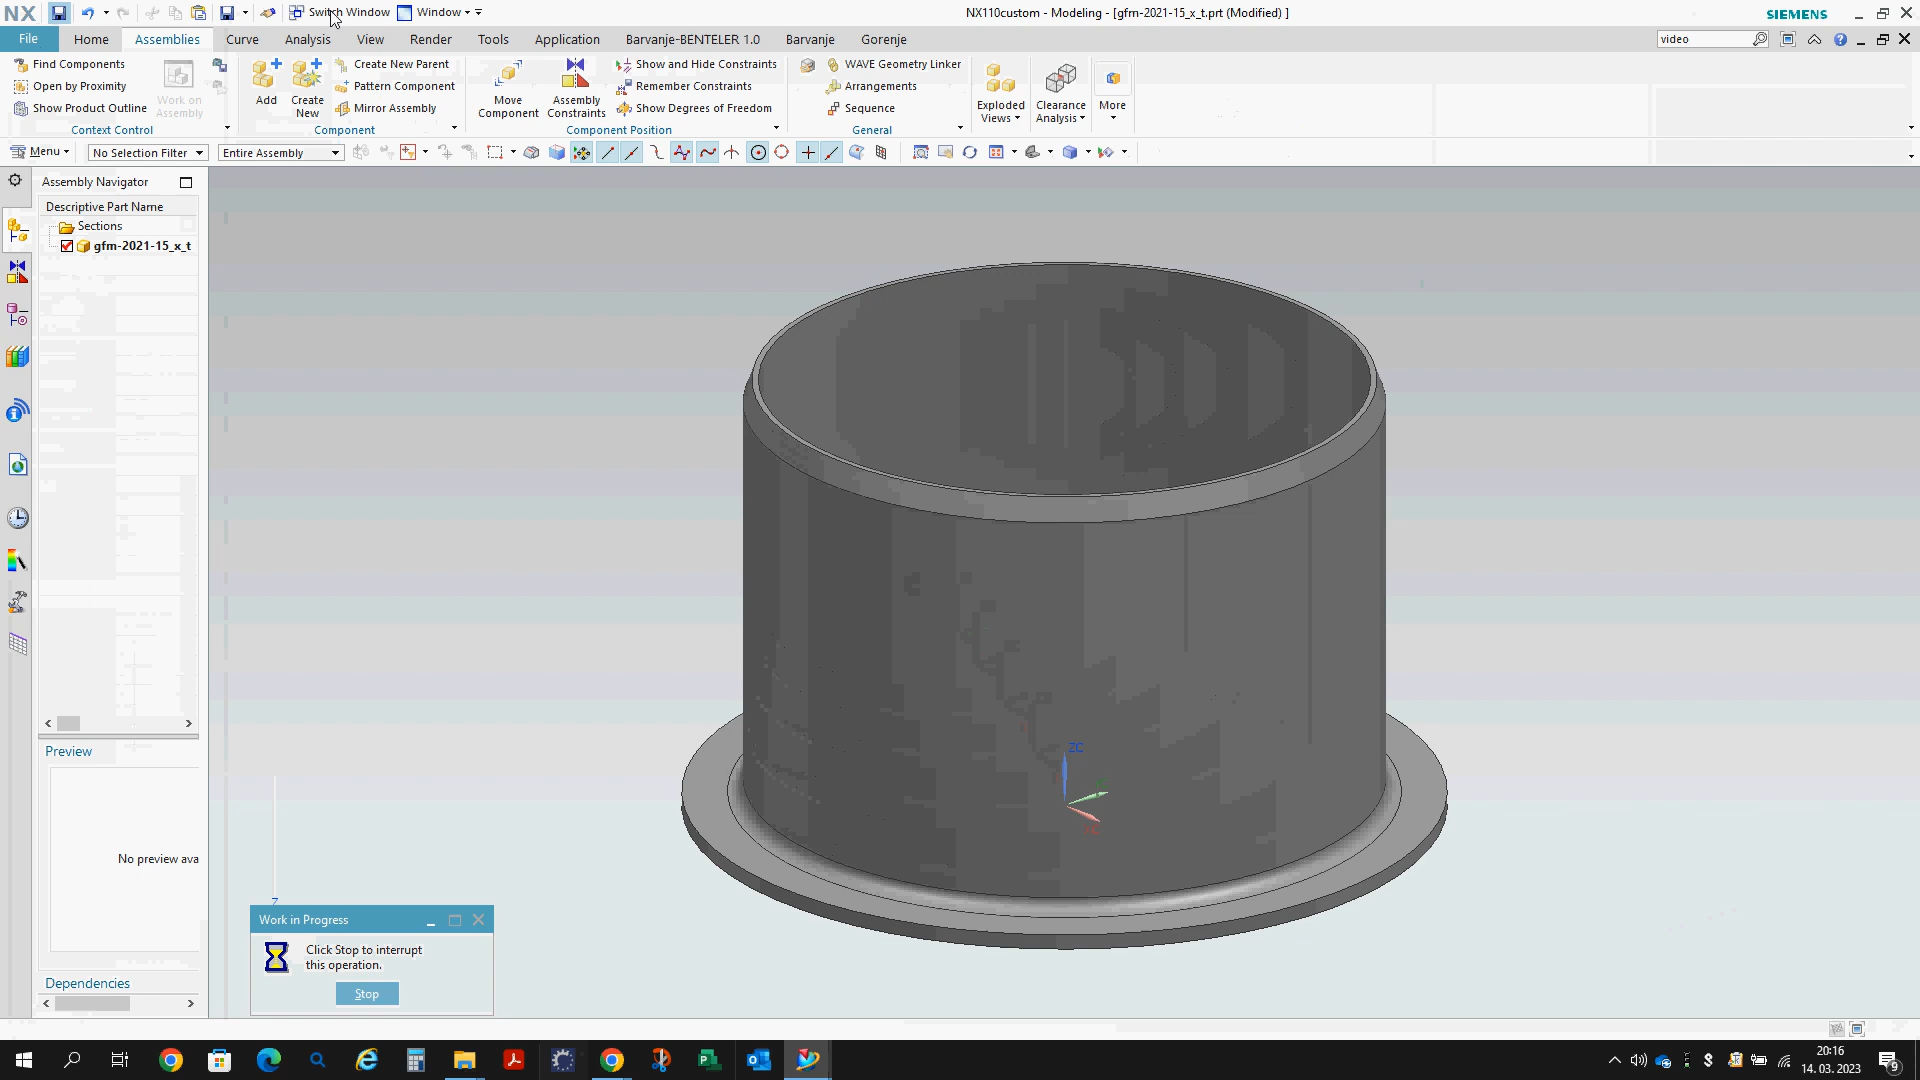 NX Switch Window Window NX110custom - Modeling - [gfm-2021-15_x_t.prt (Modified) ] SIEMENS
File Home Assemblies Curve Analysis View Render Tools Application Barvanje-BENTELER 1.0 Barvanje Gorenje video
Find Components
Open by Proximity
Show Product Outline
Work on Assembly
Context Control
Add
Create New
Create New Parent
Pattern Component
Mirror Assembly
Component
Move Component
Assembly Constraints
Show and Hide Constraints
Remember Constraints
Show Degrees of Freedom
Component Position
WAVE Geometry Linker
Arrangements
Sequence
General
Exploded Views
Clearance Analysis
More
Menu No Selection Filter Entire Assembly
Assembly Navigator
Descriptive Part Name
Sections
gfm-2021-15_x_t
ZC
Preview
No preview ava
Z
Work in Progress
Click Stop to interrupt
this operation.
Stop
Dependencies
20:16
14. 03. 2023
9